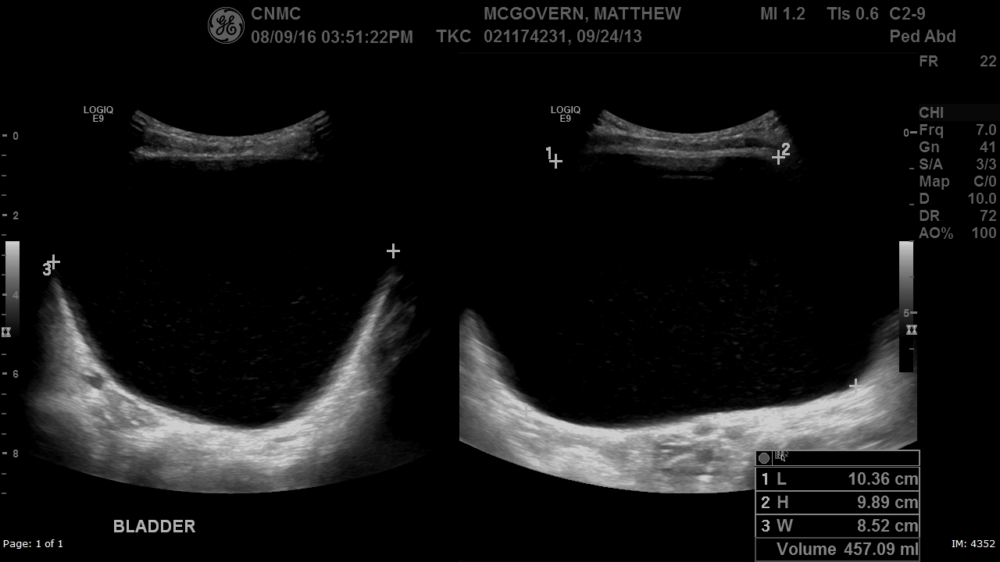 CNMC
MCGOVERN, MATTHEW
MI 1.2 TIs 0.6 C2-9
08/09/16 03:51:22PM TKC 021174231, 09/24/13
Ped Abd
FR 22
LOGIQ
E9
LOGIQ
E9
CHI
Frq 7.0
Gn 41
S/A 3/3
Map C/0
D 10.0
DR 72
AO% 100
0
2
4
6
8
0
5
1
2
3
1 L 10.36 cm
2 H 9.89 cm
3 W 8.52 cm
Volume 457.09 ml
BLADDER
Page: 1 of 1
IM: 4352